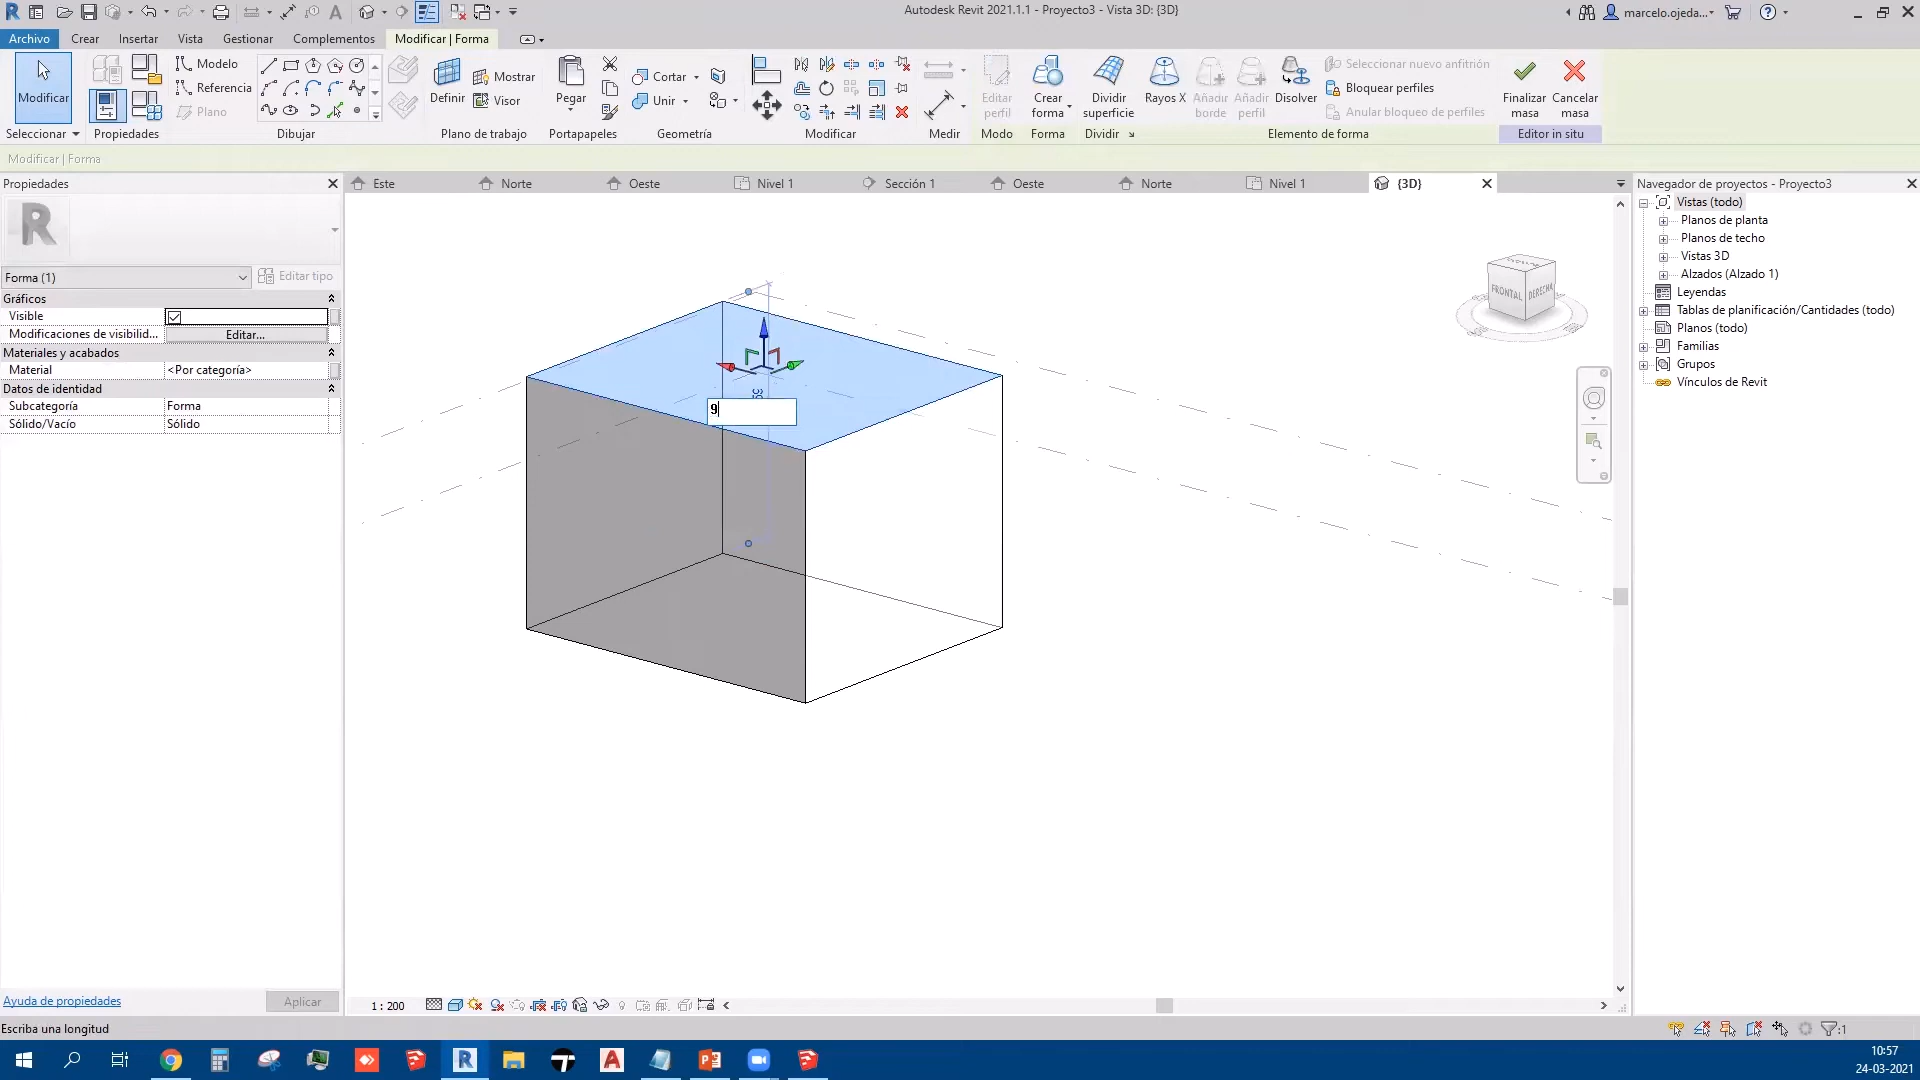 Autodesk Revit 2021.1.1 - Proyecto3 - Vista 3D: {3D}
marcelo.ojeda...
Archivo Crear Insertar Vista Gestionar Complementos Modificar | Forma
Modificar
Seleccionar
Propiedades
Modelo
Referencia
Plano
Dibujar
Definir
Mostrar
Visor
Plano de trabajo
Pegar
Portapapeles
Cortar
Unir
Geometría
Modificar
Medir
Editar perfil
Modo
Crear forma
Forma
Dividir superficie
Dividir
Rayos X
Añadir borde
Añadir perfil
Disolver
Seleccionar nuevo anfitrión
Bloquear perfiles
Anular bloqueo de perfiles
Elemento de forma
Finalizar masa
Cancelar masa
Editor in situ
Modificar | Forma
Propiedades
Este Norte Oeste Nivel 1 Sección 1 Oeste Norte Nivel 1 {3D}
R
Forma (1)
Editar tipo
Gráficos
Visible
Modificaciones de visibilid... Editar...
Materiales y acabados
Material <Por categoría>
Datos de identidad
Subcategoría Forma
Sólido/Vacío Sólido
9
FRONTAL
DERECHA
Navegador de proyectos - Proyecto3
Vistas (todo)
Planos de planta
Planos de techo
Vistas 3D
Alzados (Alzado 1)
Leyendas
Tablas de planificación/Cantidades (todo)
Planos (todo)
Familias
Grupos
Vínculos de Revit
Ayuda de propiedades
Aplicar
1 : 200
Escriba una longitud
:1
10:57
24-03-2021